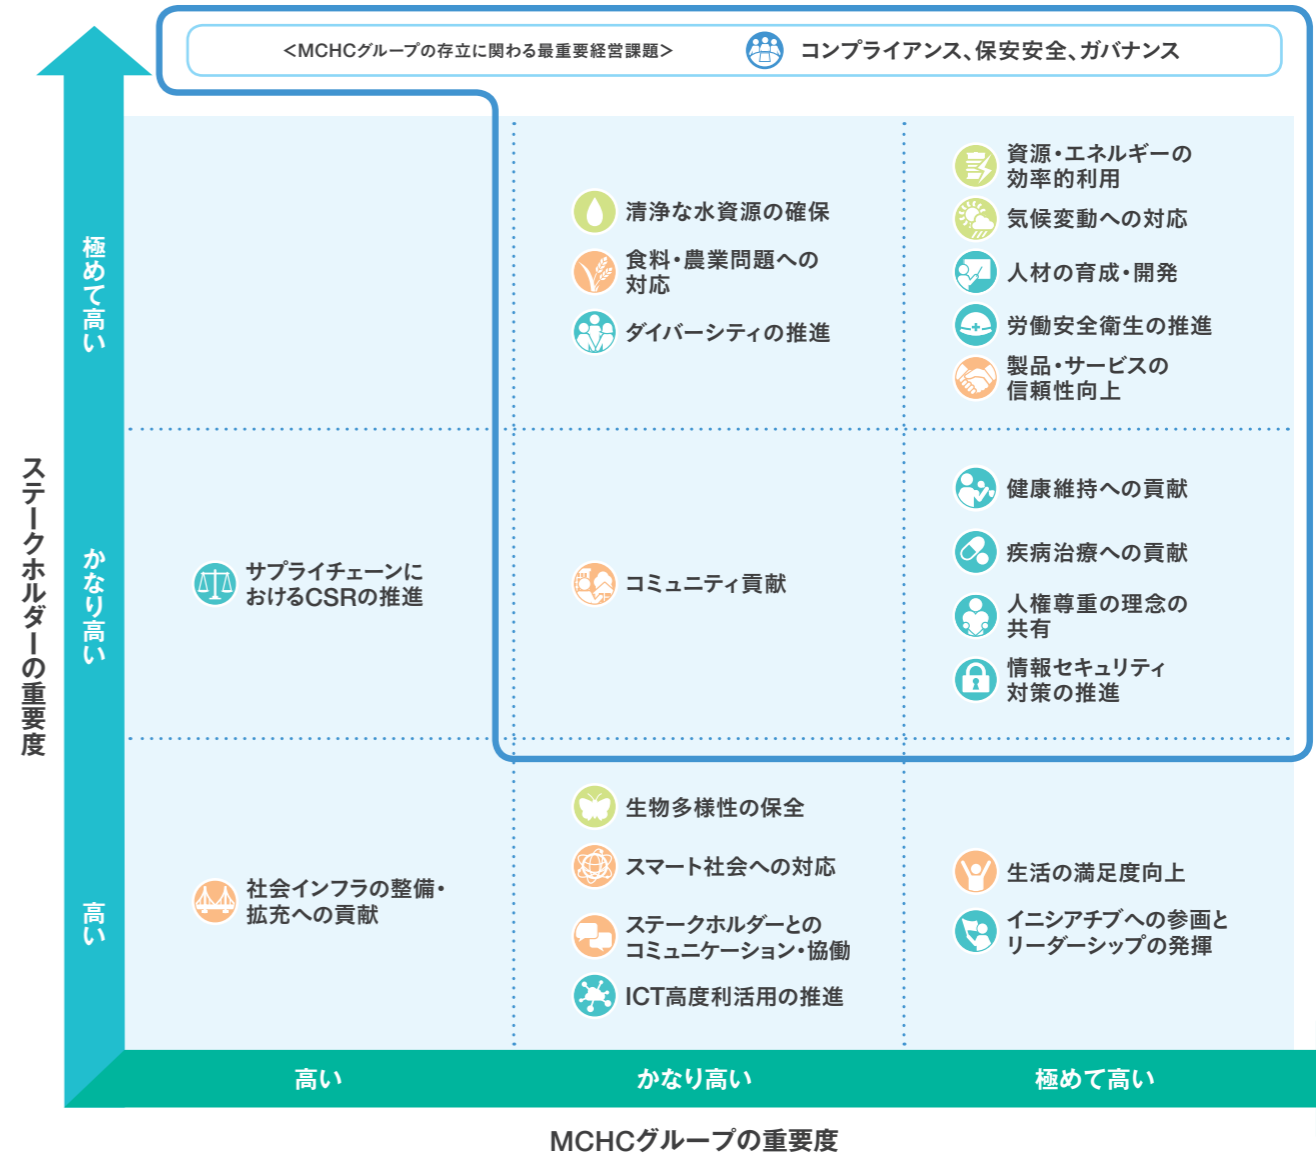 <MCHCグループの存立に関わる最重要経営課題>
コンプライアンス、保安安全、ガバナンス
ステークホルダーの重要度
極めて高い
清浄な水資源の確保
食料・農業問題への
対応
ダイバーシティの推進
資源・エネルギーの
効率的利用
気候変動への対応
人材の育成・開発
労働安全衛生の推進
製品・サービスの
信頼性向上
かなり高い
サプライチェーンに
おけるCSRの推進
コミュニティ貢献
健康維持への貢献
疾病治療への貢献
人権尊重の理念の
共有
情報セキュリティ
対策の推進
高い
社会インフラの整備・
拡充への貢献
生物多様性の保全
スマート社会への対応
ステークホルダーとの
コミュニケーション・協働
ICT高度利活用の推進
生活の満足度向上
イニシアチブへの参画と
リーダーシップの発揮
高い
かなり高い
極めて高い
MCHCグループの重要度